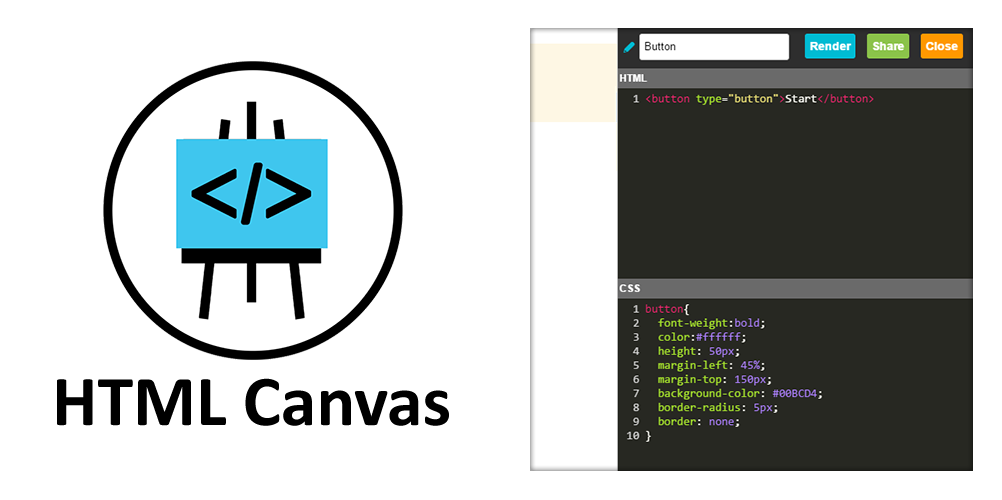 </>
HTML Canvas
Button Render Share Close
HTML
1 <button type="button">Start</button>
CSS
1 button{
2 font-weight:bold;
3 color:#ffffff;
4 height: 50px;
5 margin-left: 45%;
6 margin-top: 150px;
7 background-color: #00BCD4;
8 border-radius: 5px;
9 border: none;
10 }